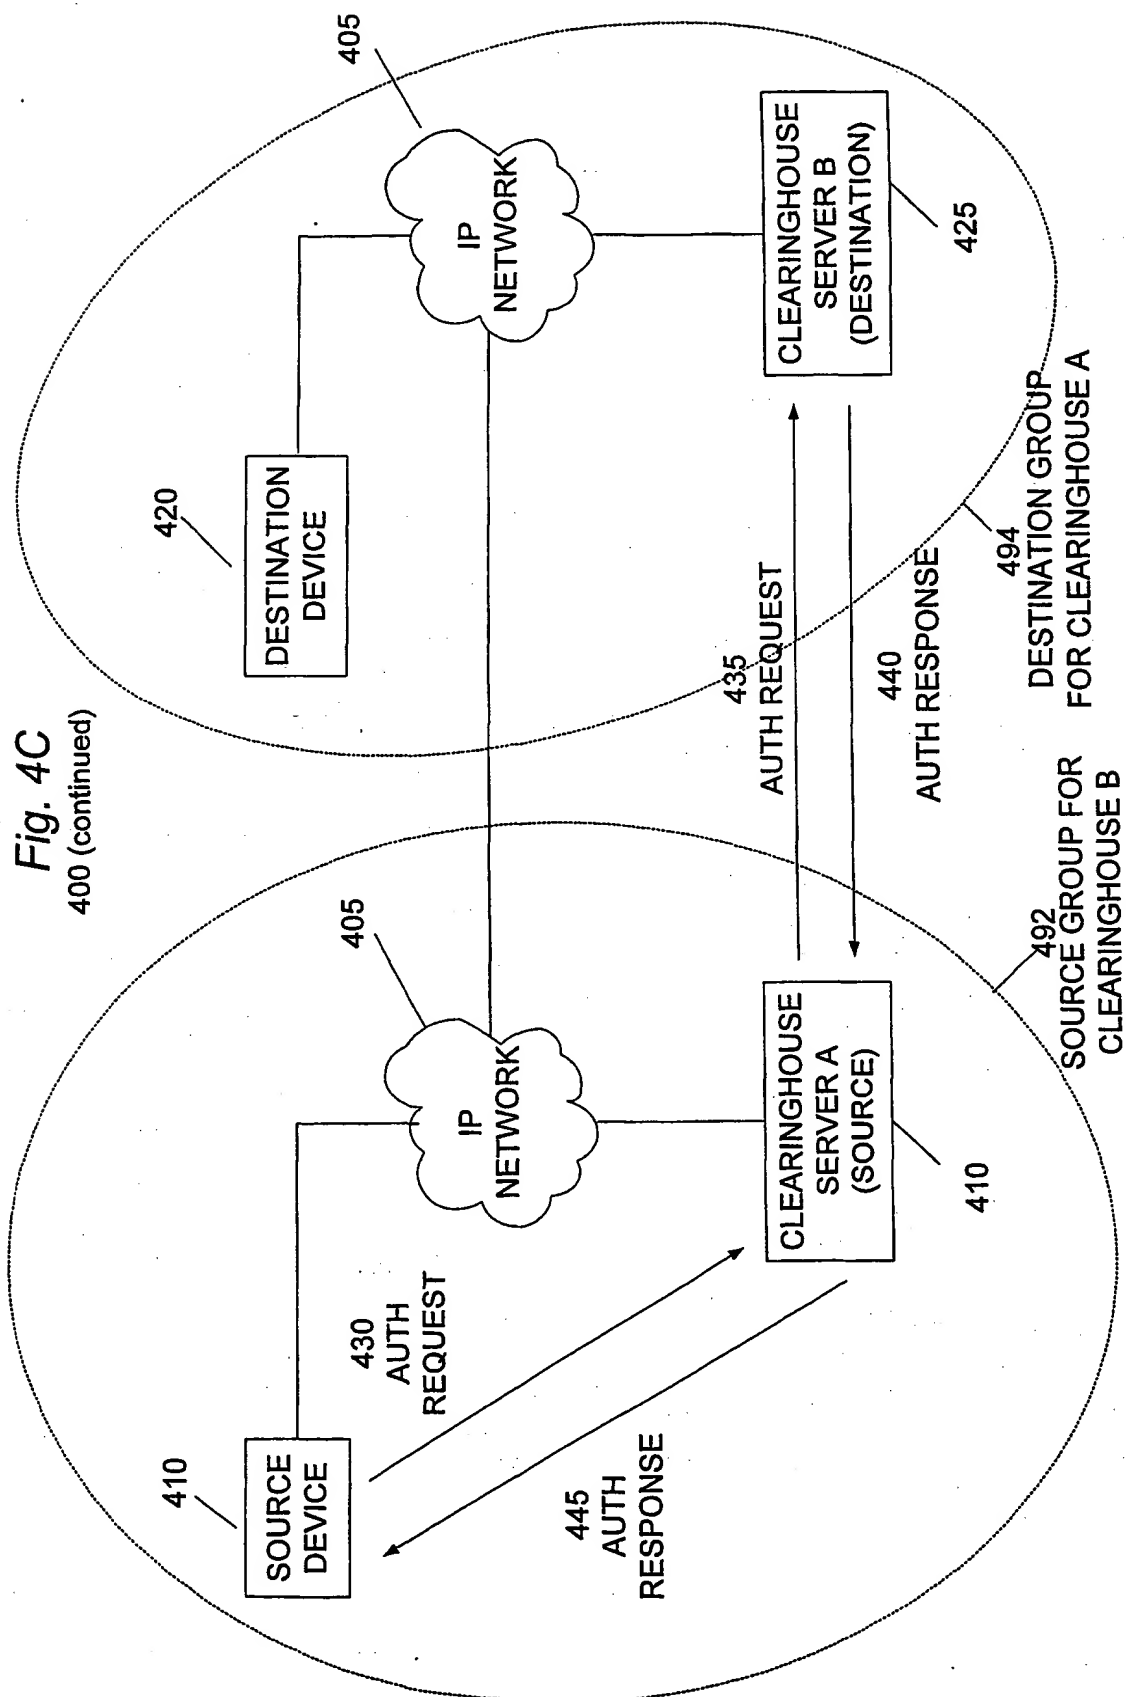 Fig. 4C
400 (continued)
410
SOURCE
DEVICE
430
AUTH
REQUEST
445
AUTH
RESPONSE
405
IP
NETWORK
CLEARINGHOUSE
SERVER A
(SOURCE)
410
492
SOURCE GROUP FOR
CLEARINGHOUSE B
420
DESTINATION
DEVICE
405
IP
NETWORK
CLEARINGHOUSE
SERVER B
(DESTINATION)
425
435
AUTH REQUEST
440
AUTH RESPONSE
494
DESTINATION GROUP
FOR CLEARINGHOUSE A